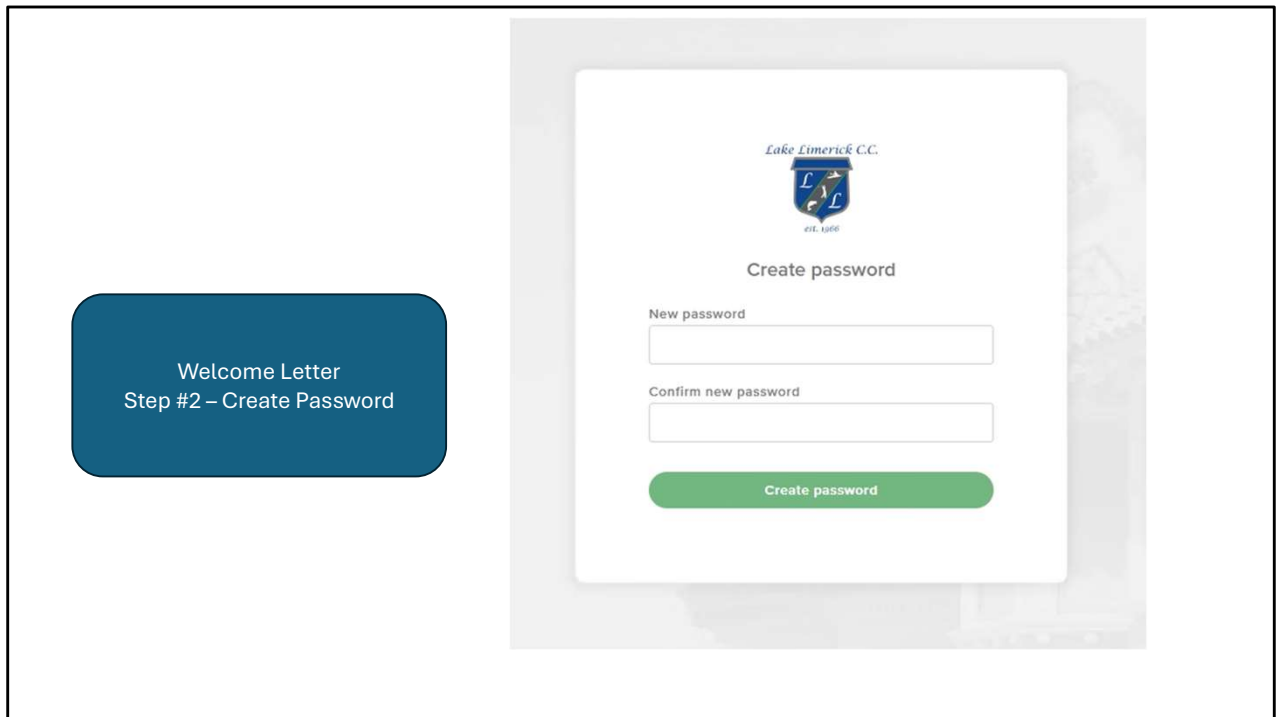 Welcome Letter
Step #2 – Create Password
Lake Limerick C.C.
L
L
est. 1966
Create password
New password
Confirm new password
Create password